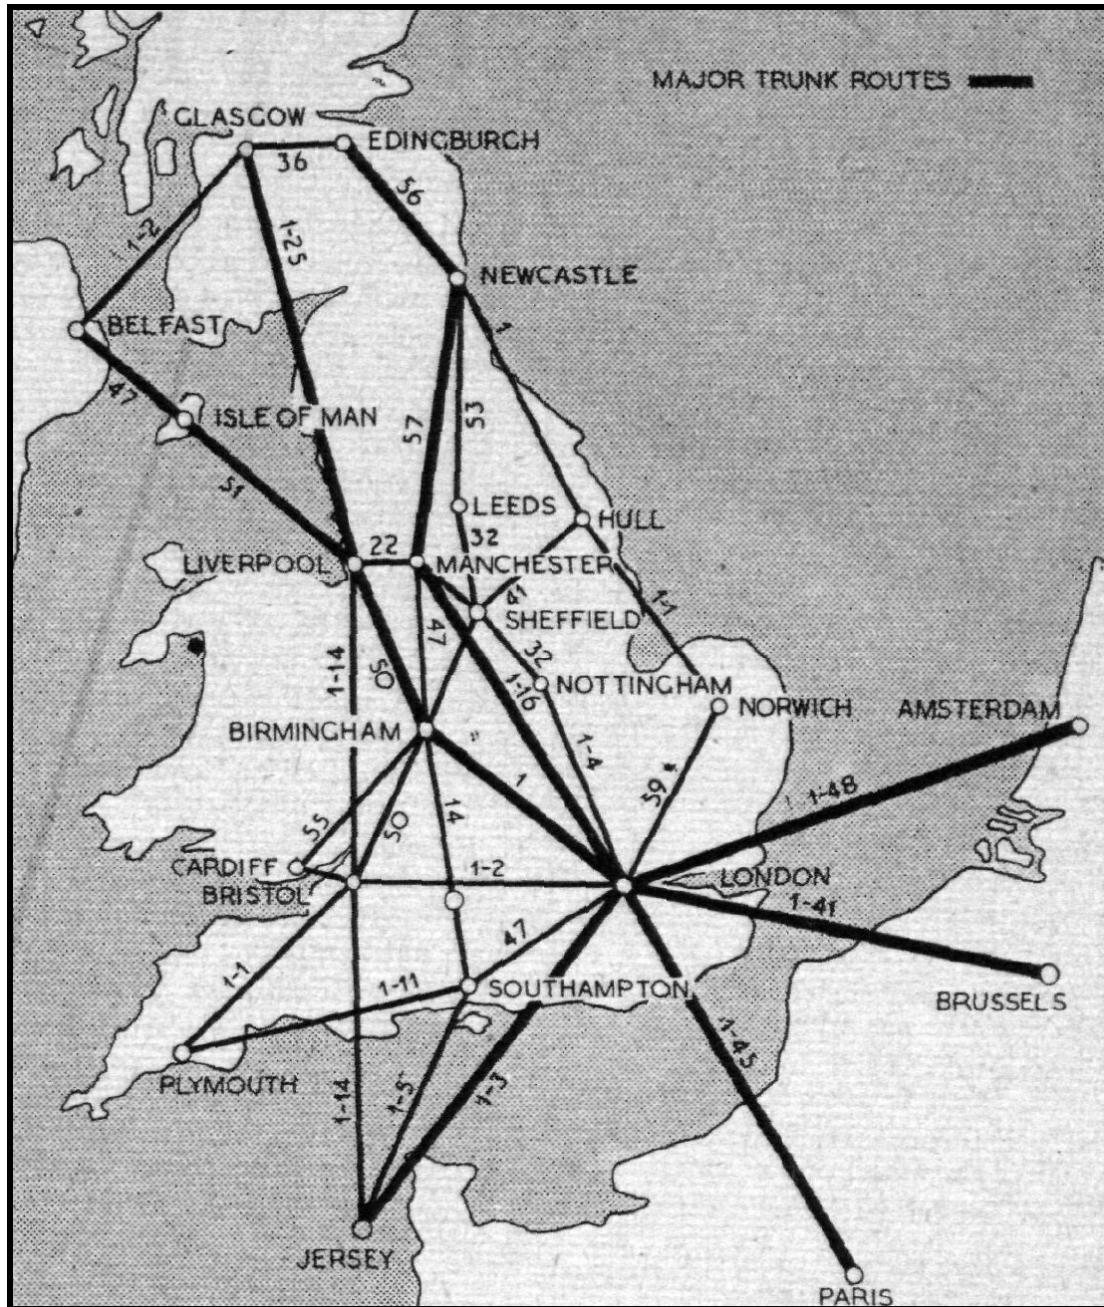 MAJOR TRUNK ROUTES
GLASGOW
EDINGBURGH
36
56
1-2
1-25
NEWCASTLE
BELFAST
1
47
ISLE OF MAN
57
53
51
LEEDS
HULL
22
32
LIVERPOOL
MANCHESTER
41
1-1
SHEFFIELD
47
32
1-14
50
1-16
NOTTINGHAM
NORWICH
AMSTERDAM
BIRMINGHAM
1
1-4
59*
1-48
55
50
14
CARDIFF
1-2
LONDON
BRISTOL
1-41
47
1-1
1-11
SOUTHAMPTON
BRUSSELS
1-45
PLYMOUTH
1-14
1-5
1-3
JERSEY
PARIS